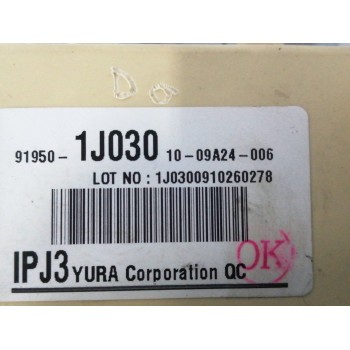 91950- 1J030 10-09A24-006
LOT NO : 1J0300910260278
IPJ3 YURA Corporation QC
OK